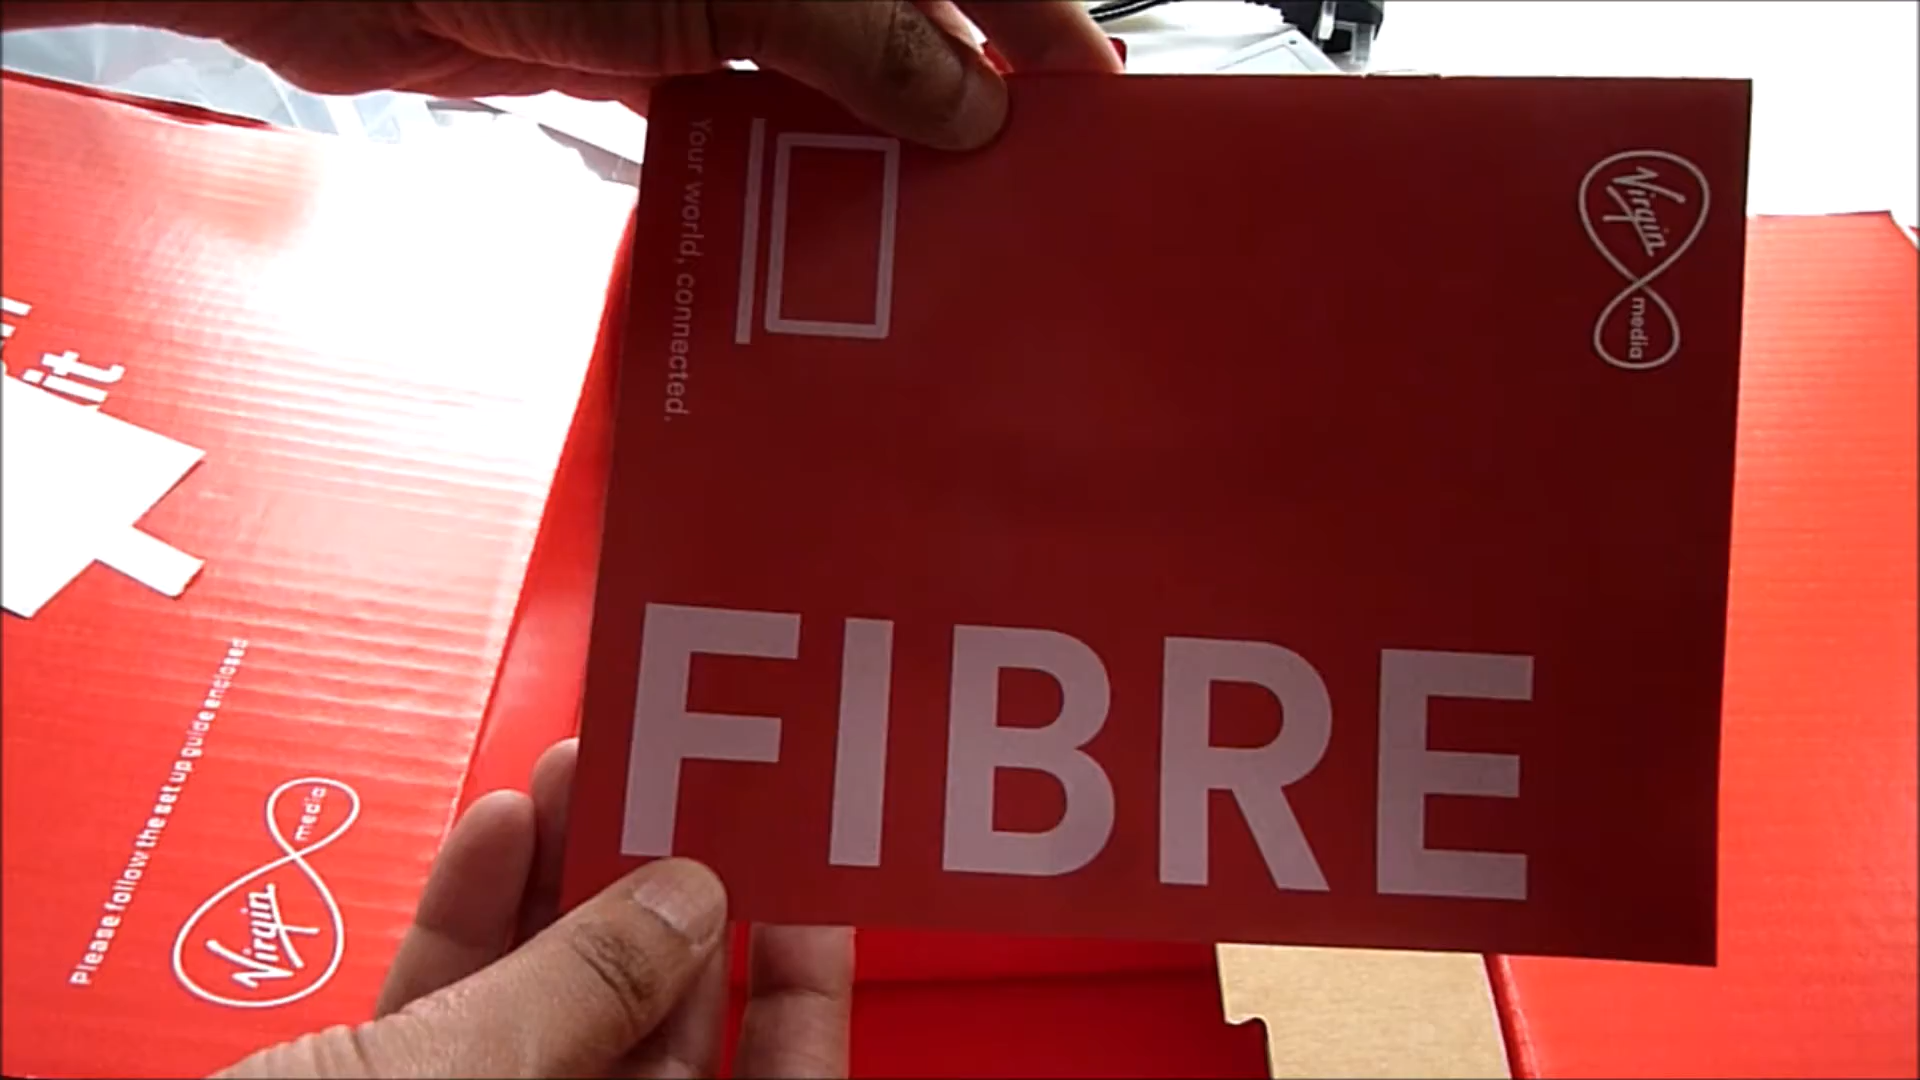 Your world, connected.
Virgin
media
FIBRE
it
Please follow the set up guide enclosed
Virgin
media